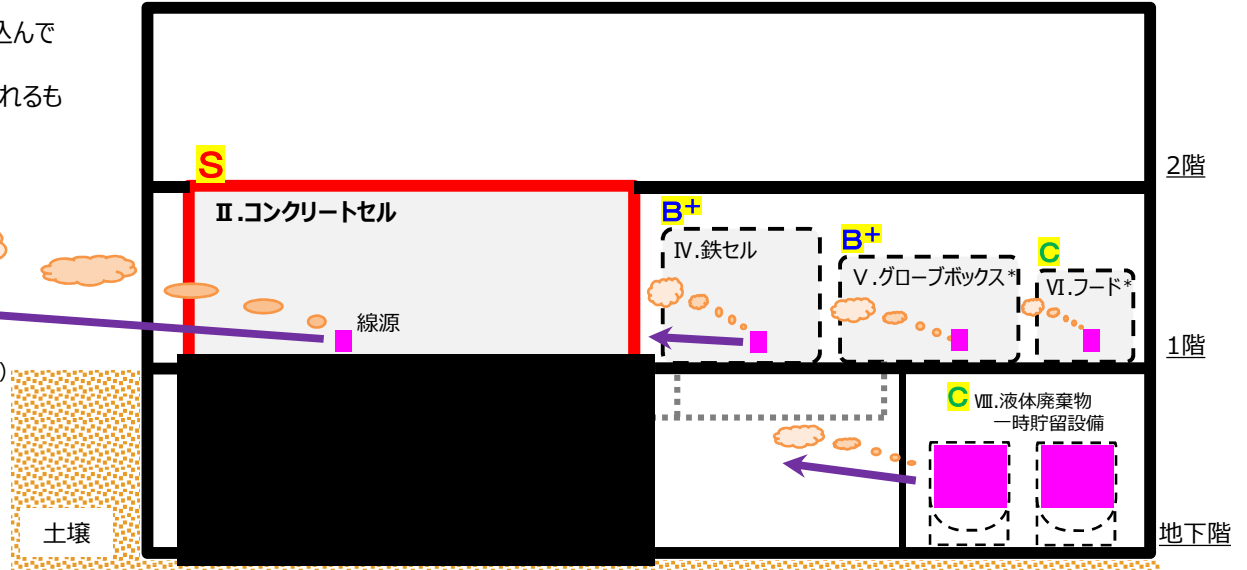 込んで
れるも
2階
S
Ⅱ.コンクリートセル
B+
Ⅳ.鉄セル
B+
Ⅴ.グローブボックス*
C
Ⅵ.フード*
線源
1階
)
C Ⅷ.液体廃棄物
一時貯留設備
土壌
地下階